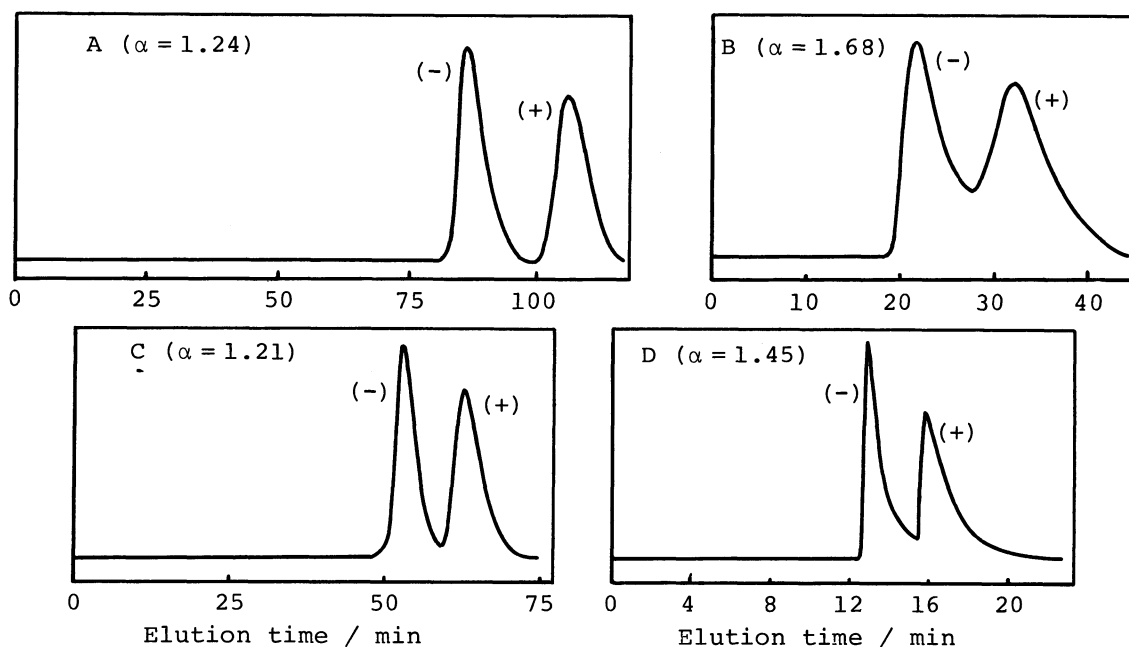 A (α = 1.24)
(-)
(+)
0 25 50 75 100
B (α = 1.68)
(-)
(+)
0 10 20 30 40
C (α = 1.21)
(-)
(+)
0 25 50 75
Elution time / min
D (α = 1.45)
(-)
(+)
0 4 8 12 16 20
Elution time / min